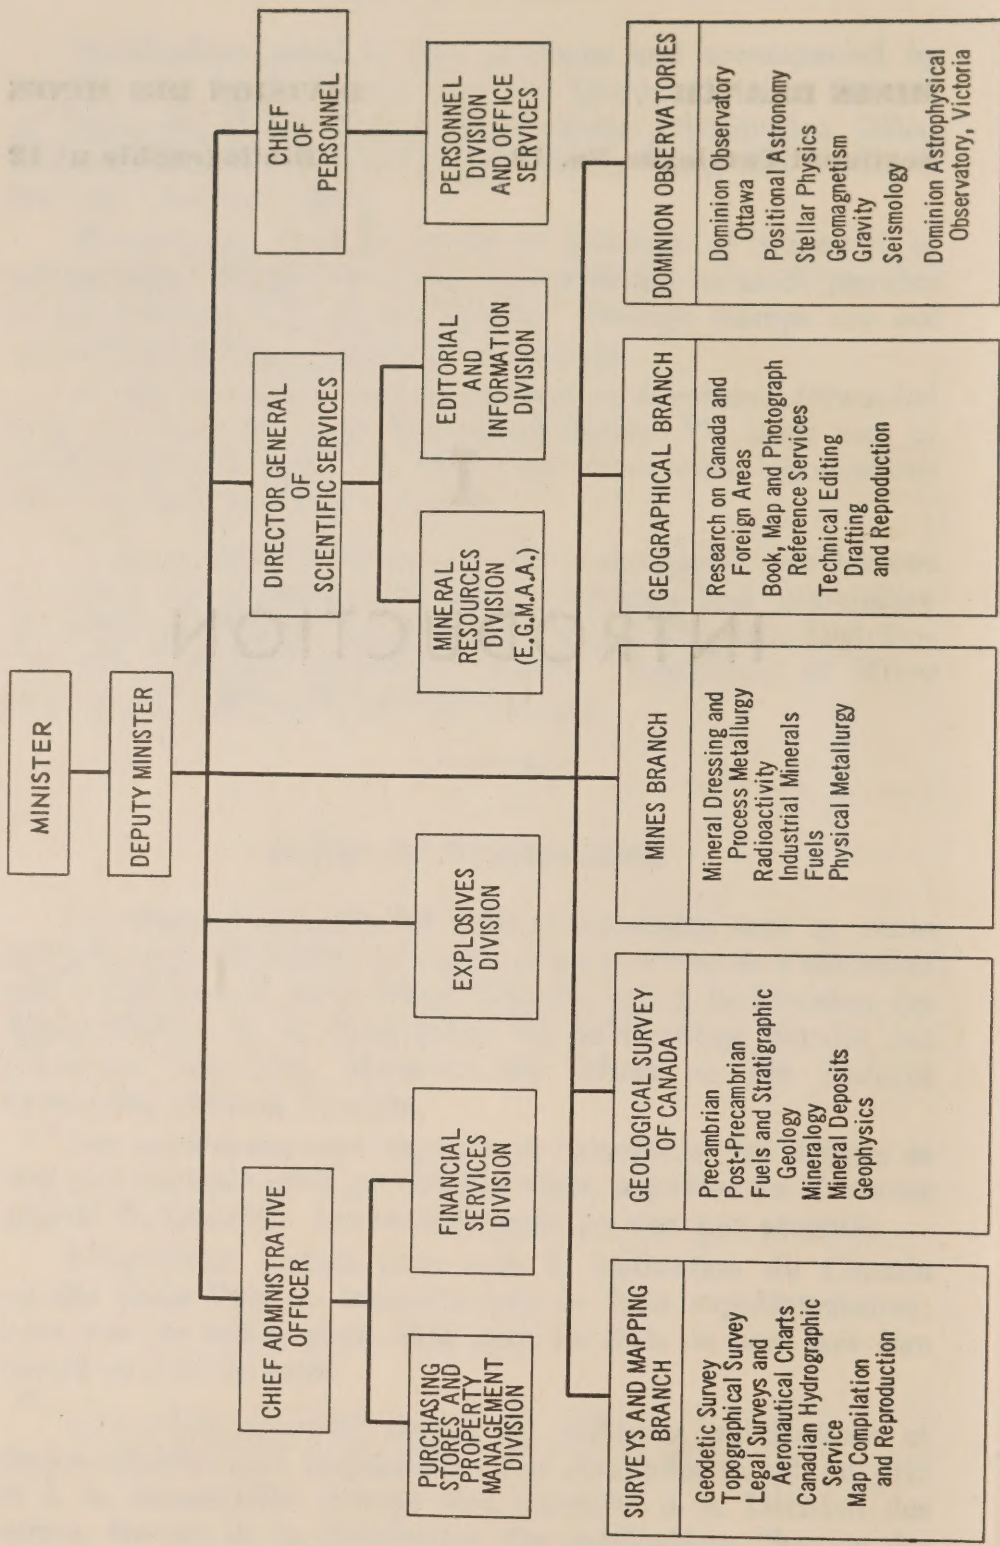 MINISTER
DEPUTY MINISTER
CHIEF ADMINISTRATIVE
OFFICER
DIRECTOR GENERAL
OF
SCIENTIFIC SERVICES
CHIEF
OF
PERSONNEL
PURCHASING
STORES AND
PROPERTY
MANAGEMENT
DIVISION
FINANCIAL
SERVICES
DIVISION
EXPLOSIVES
DIVISION
MINERAL
RESOURCES
DIVISION
(E.G.M.A.A.)
EDITORIAL
AND
INFORMATION
DIVISION
PERSONNEL
DIVISION
AND OFFICE
SERVICES
SURVEYS AND MAPPING
BRANCH
Geodetic Survey
Topographical Survey
Legal Surveys and
Aeronautical Charts
Canadian Hydrographic
Service
Map Compilation
and Reproduction
GEOLOGICAL SURVEY
OF CANADA
Precambrian
Post-Precambrian
Fuels and Stratigraphic
Geology
Mineralogy
Mineral Deposits
Geophysics
MINES BRANCH
Mineral Dressing and
Process Metallurgy
Radioactivity
Industrial Minerals
Fuels
Physical Metallurgy
GEOGRAPHICAL BRANCH
Research on Canada and
Foreign Areas
Book, Map and Photograph
Reference Services
Technical Editing
Drafting
and Reproduction
DOMINION OBSERVATORIES
Dominion Observatory
Ottawa
Positional Astronomy
Stellar Physics
Geomagnetism
Gravity
Seismology
Dominion Astrophysical
Observatory, Victoria
INTRODUCTION